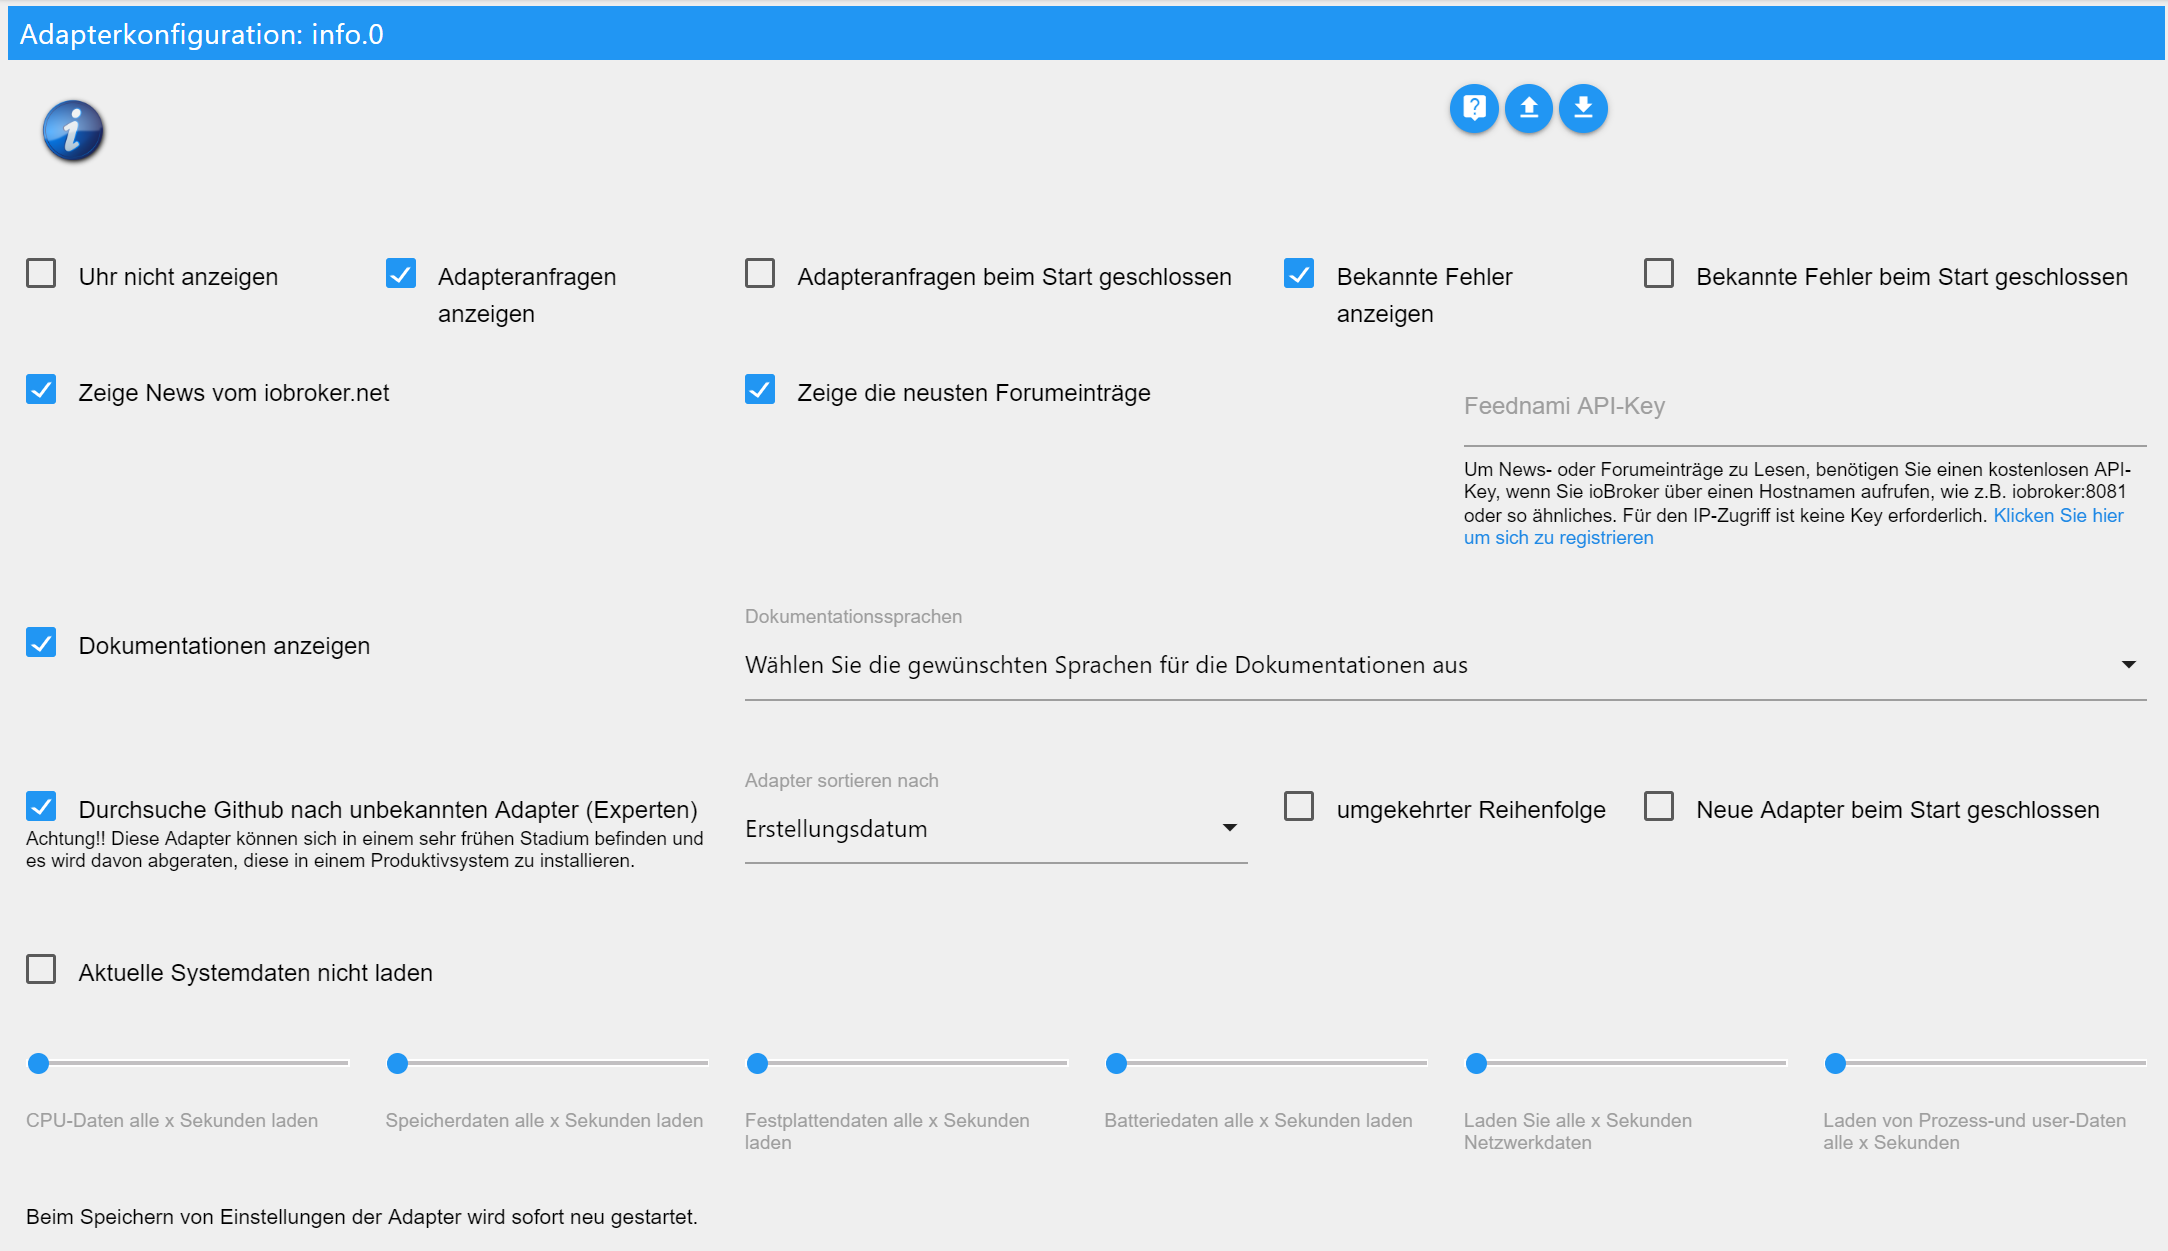 Adapterkonfiguration: info.0
Uhr nicht anzeigen
Adapteranfragen
anzeigen
Adapteranfragen beim Start geschlossen
Bekannte Fehler
anzeigen
Bekannte Fehler beim Start geschlossen
Zeige News vom iobroker.net
Zeige die neusten Forumeinträge
Feednami API-Key
Um News- oder Forumeinträge zu Lesen, benötigen Sie einen kostenlosen API-
Key, wenn Sie ioBroker über einen Hostnamen aufrufen, wie z.B. iobroker:8081
oder so ähnliches. Für den IP-Zugriff ist keine Key erforderlich. Klicken Sie hier
um sich zu registrieren
Dokumentationen anzeigen
Dokumentationssprachen
Wählen Sie die gewünschten Sprachen für die Dokumentationen aus
Durchsuche Github nach unbekannten Adapter (Experten)
Achtung!! Diese Adapter können sich in einem sehr frühen Stadium befinden und
es wird davon abgeraten, diese in einem Produktivsystem zu installieren.
Adapter sortieren nach
Erstellungsdatum
umgekehrter Reihenfolge
Neue Adapter beim Start geschlossen
Aktuelle Systemdaten nicht laden
CPU-Daten alle x Sekunden laden
Speicherdaten alle x Sekunden laden
Festplattendaten alle x Sekunden
laden
Batteriedaten alle x Sekunden laden
Laden Sie alle x Sekunden
Netzwerkdaten
Laden von Prozess-und user-Daten
alle x Sekunden
Beim Speichern von Einstellungen der Adapter wird sofort neu gestartet.